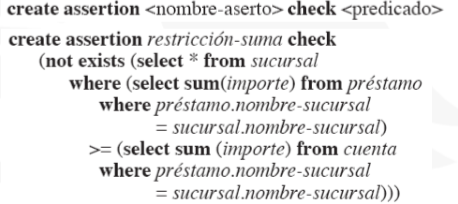 create assertion <nombre-aserto> check <predicado>
create assertion restricción-suma check
(not exists (select * from sucursal
where (select sum(importe) from préstamo
where préstamo.nombre-sucursal
= sucursal.nombre-sucursal)
>= (select sum (importe) from cuenta
where préstamo.nombre-sucursal
= sucursal.nombre-sucursal)))